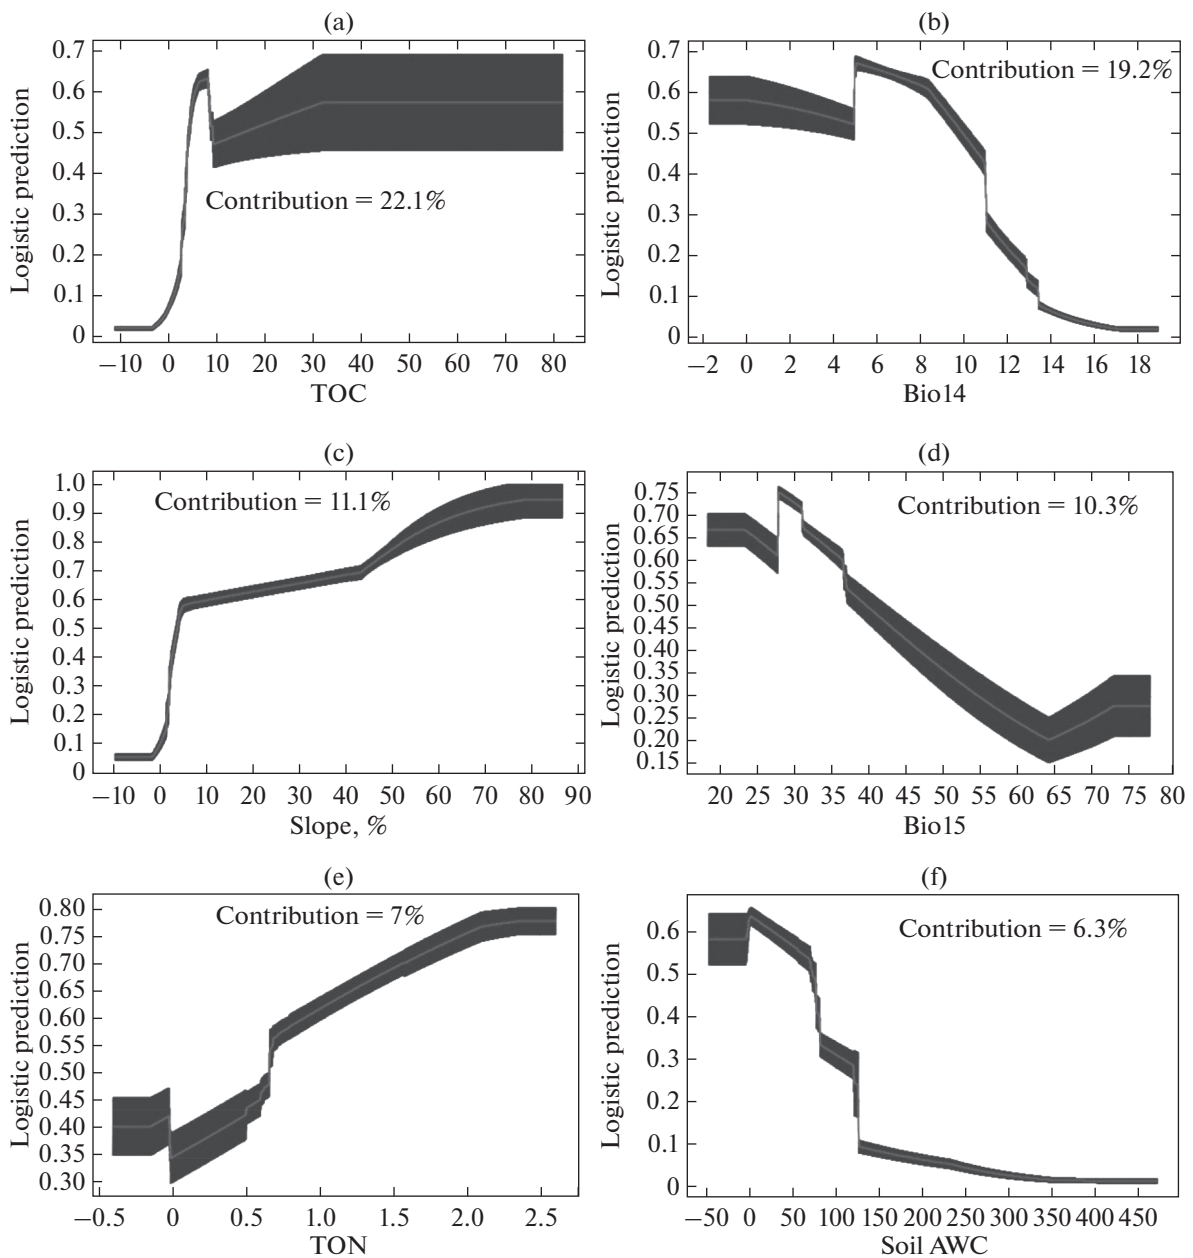 (a)
Logistic prediction
0.7
0.6
0.5
0.4
0.3
0.2
0.1
0
Contribution = 22.1%
−10 0 10 20 30 40 50 60 70 80
TOC
(b)
Logistic prediction
0.7
0.6
0.5
0.4
0.3
0.2
0.1
0
Contribution = 19.2%
−2 0 2 4 6 8 10 12 14 16 18
Bio14
(c)
Logistic prediction
1.0
0.9
0.8
0.7
0.6
0.5
0.4
0.3
0.2
0.1
0
Contribution = 11.1%
−10 0 10 20 30 40 50 60 70 80 90
Slope, %
(d)
Logistic prediction
0.75
0.70
0.65
0.60
0.55
0.50
0.45
0.40
0.35
0.30
0.25
0.20
0.15
Contribution = 10.3%
20 25 30 35 40 45 50 55 60 65 70 75 80
Bio15
(e)
Logistic prediction
0.80
0.75
0.70
0.65
0.60
0.55
0.50
0.45
0.40
0.35
0.30
Contribution = 7%
−0.5 0 0.5 1.0 1.5 2.0 2.5
TON
(f)
Logistic prediction
0.6
0.5
0.4
0.3
0.2
0.1
0
Contribution = 6.3%
−50 0 50 100 150 200 250 300 350 400 450
Soil AWC